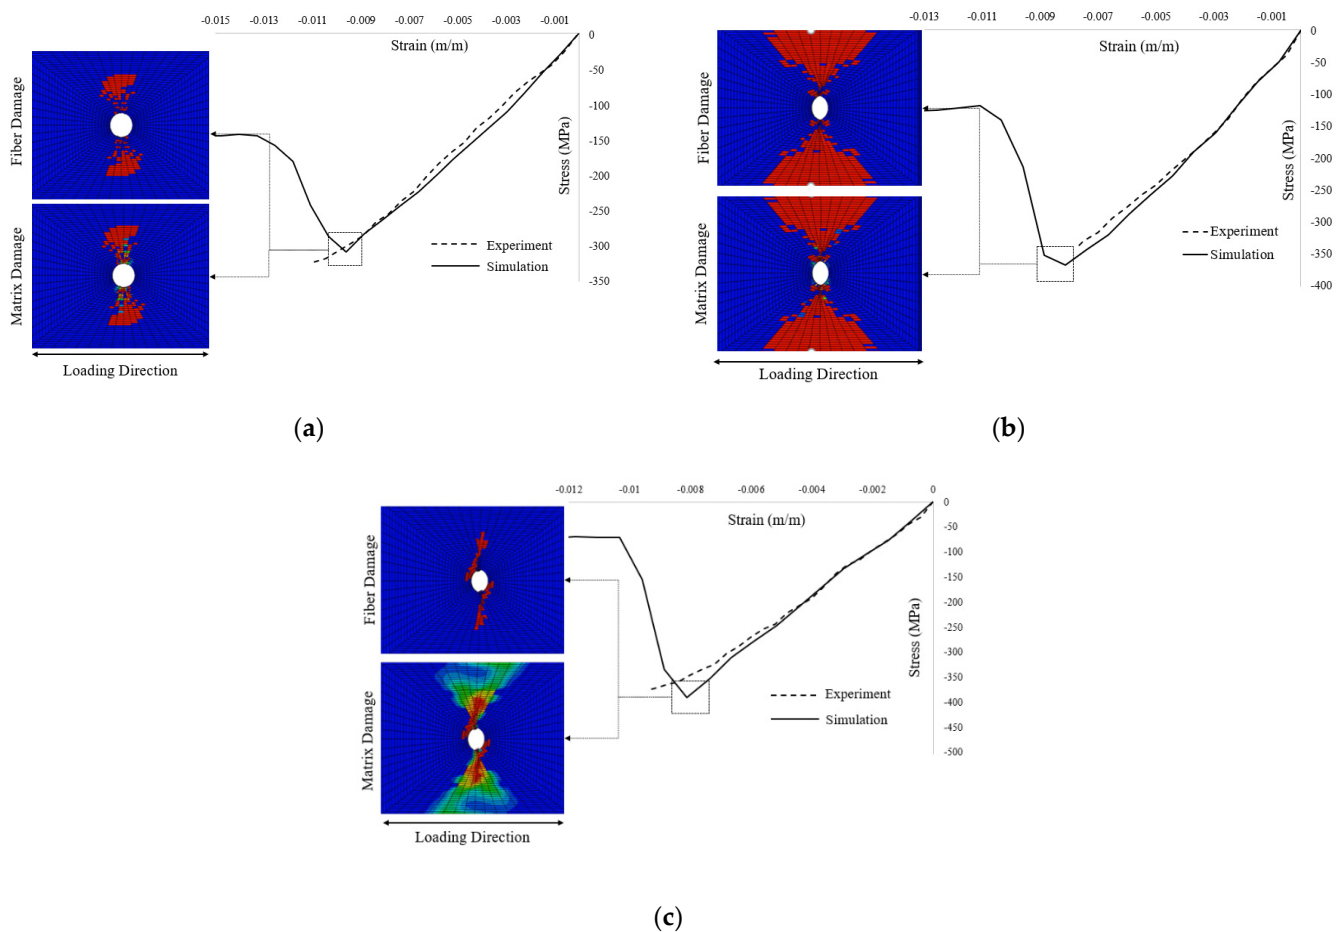 -0.015 -0.013 -0.011 -0.009 -0.007 -0.005 -0.003 -0.001
Strain (m/m)
0
-50
-100
-150
-200
-250
-300
-350
Stress (MPa)
Fiber Damage
Matrix Damage
Experiment
Simulation
Loading Direction
(a)
-0.013 -0.011 -0.009 -0.007 -0.005 -0.003 -0.001
Strain (m/m)
0
-50
-100
-150
-200
-250
-300
-350
-400
Stress (MPa)
Fiber Damage
Matrix Damage
Experiment
Simulation
Loading Direction
(b)
-0.012 -0.01 -0.008 -0.006 -0.004 -0.002 0
Strain (m/m)
0
-50
-100
-150
-200
-250
-300
-350
-400
-450
-500
Stress (MPa)
Fiber Damage
Matrix Damage
Experiment
Simulation
Loading Direction
(c)